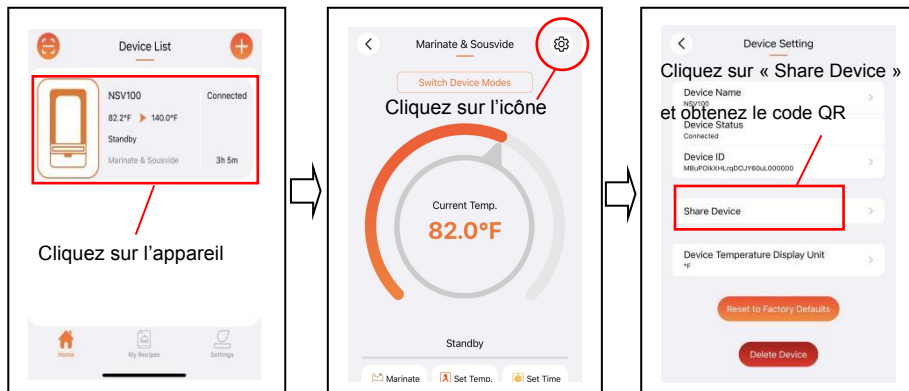 Device List
NSV100
Connected
82.2°F 140.0°F
Standby
Marinate & Sousvide
3h 5m
Cliquez sur l'appareil
Home
My Recipes
Settings
Marinate & Sousvide
Switch Device Modes
Cliquez sur l'icône
Current Temp.
82.0°F
Standby
Marinate
Set Temp.
Set Time
Device Setting
Cliquez sur « Share Device »
Device Name
NSV100
et obtenez le code QR
Device Status
Connected
Device ID
Share Device
Device Temperature Display Unit
°F
Reset to Factory Defaults
Delete Device